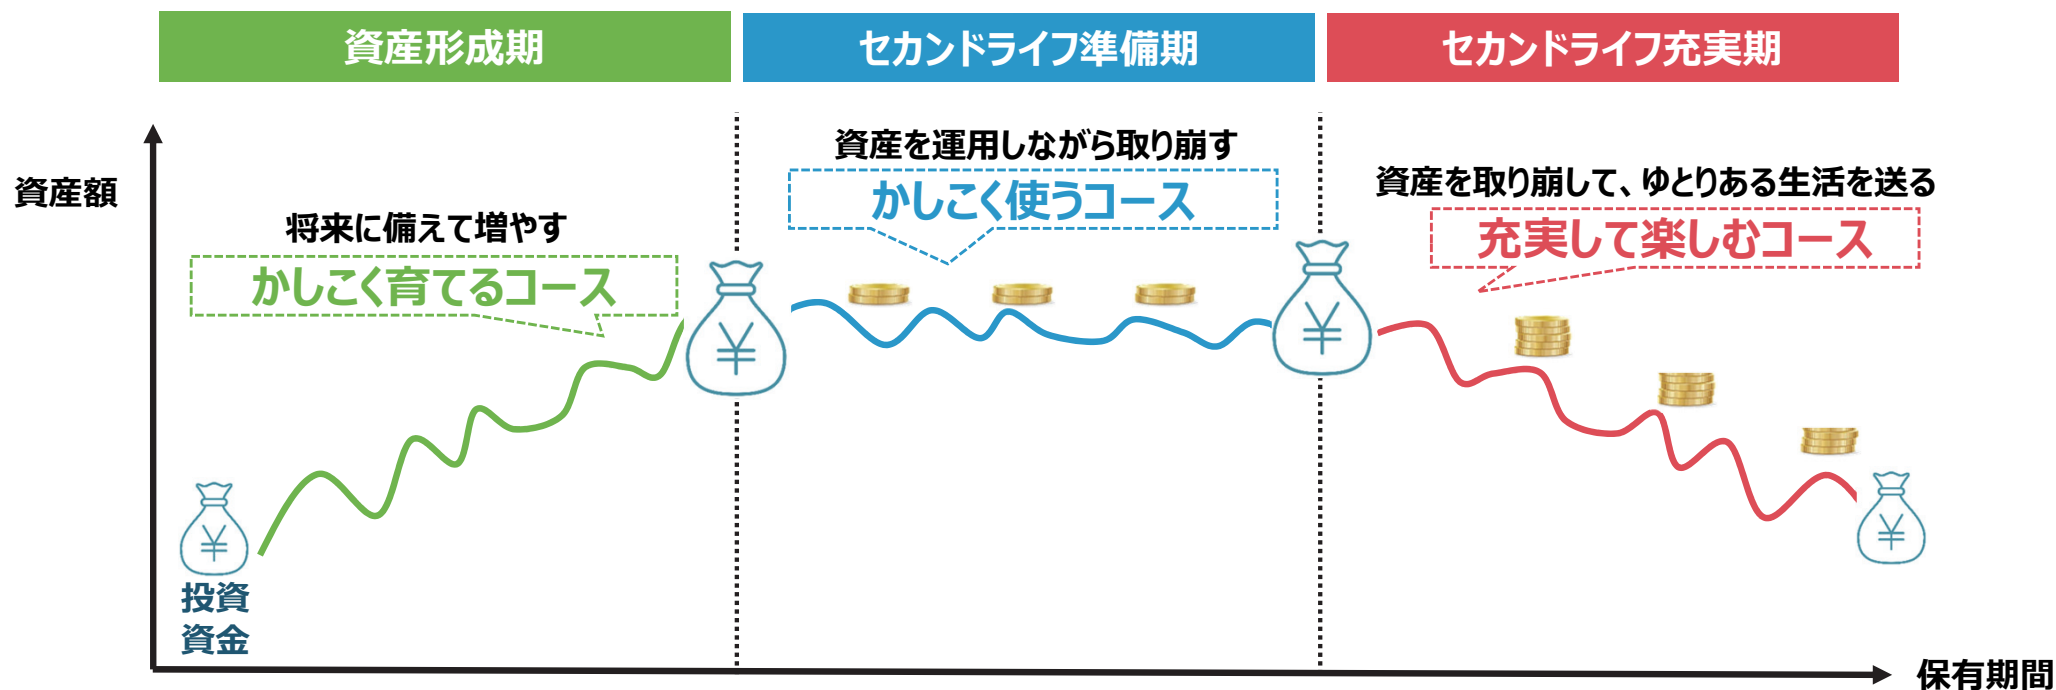 資産形成期
セカンドライフ準備期
セカンドライフ充実期
資産額
将来に備えて増やす
かしこく育てるコース
資産を運用しながら取り崩す
かしこく使うコース
資産を取り崩して、ゆとりある生活を送る
充実して楽しむコース
¥
¥
¥
¥
投資
資金
保有期間